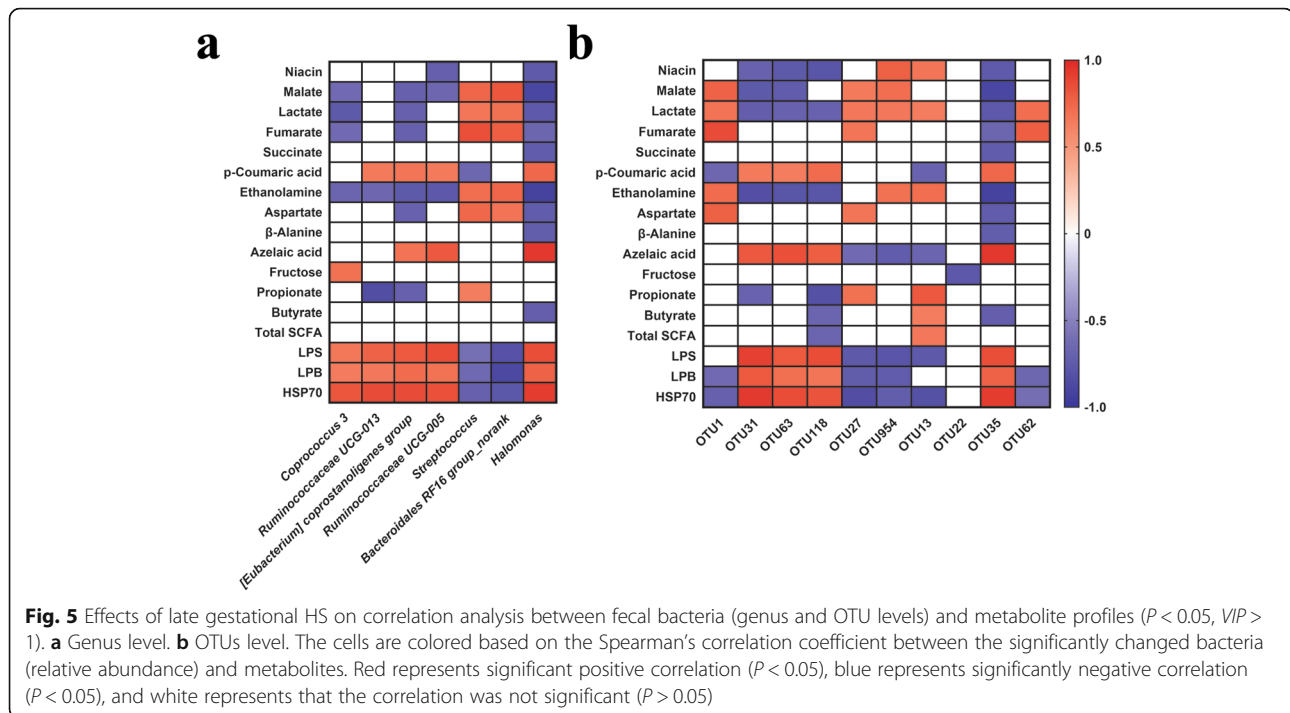 a
Niacin
Malate
Lactate
Fumarate
Succinate
p-Coumaric acid
Ethanolamine
Aspartate
β-Alanine
Azelaic acid
Fructose
Propionate
Butyrate
Total SCFA
LPS
LPB
HSP70
Coprococcus 3
Ruminococcaceae UCG-013
[Eubacterium] coprostanoligenes group
Ruminococcaceae UCG-005
Streptococcus
Bacteroidales RF16 group_norank
Halomonas
b
Niacin
Malate
Lactate
Fumarate
Succinate
p-Coumaric acid
Ethanolamine
Aspartate
β-Alanine
Azelaic acid
Fructose
Propionate
Butyrate
Total SCFA
LPS
LPB
HSP70
OTU1
OTU31
OTU63
OTU118
OTU27
OTU954
OTU13
OTU22
OTU35
OTU62
1.0
0.5
0
-0.5
-1.0
Fig. 5 Effects of late gestational HS on correlation analysis between fecal bacteria (genus and OTU levels) and metabolite profiles (P < 0.05, VIP >
1). a Genus level. b OTUs level. The cells are colored based on the Spearman's correlation coefficient between the significantly changed bacteria
(relative abundance) and metabolites. Red represents significant positive correlation (P < 0.05), blue represents significantly negative correlation
(P < 0.05), and white represents that the correlation was not significant (P > 0.05)